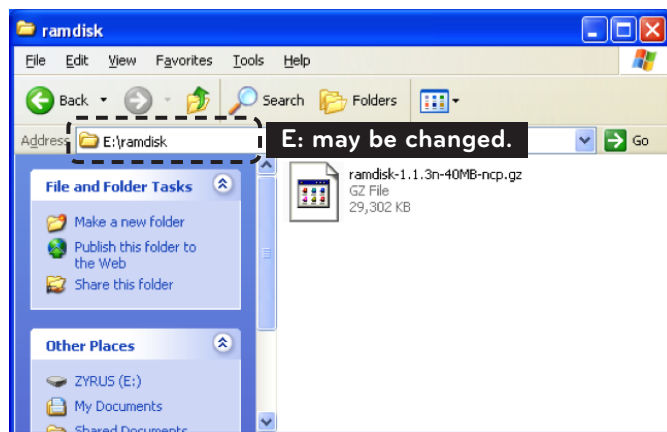 ramdisk
File Edit View Favorites Tools Help
Back Search Folders
Address E:\ramdisk E: may be changed. Go
File and Folder Tasks
Make a new folder
Publish this folder to
the Web
Share this folder
Other Places
ZYRUS (E:)
My Documents
Shared Documents
ramdisk-1.1.3n-40MB-ncp.gz
GZ File
29,302 KB